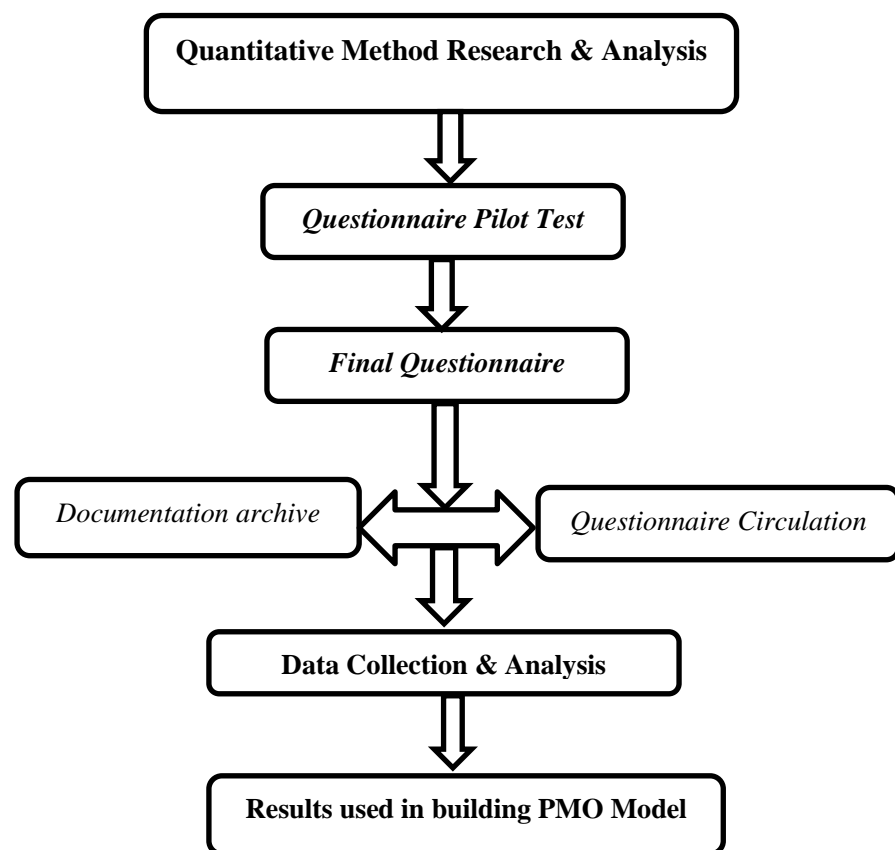 Quantitative Method Research & Analysis
Questionnaire Pilot Test
Final Questionnaire
Documentation archive
Questionnaire Circulation
Data Collection & Analysis
Results used in building PMO Model